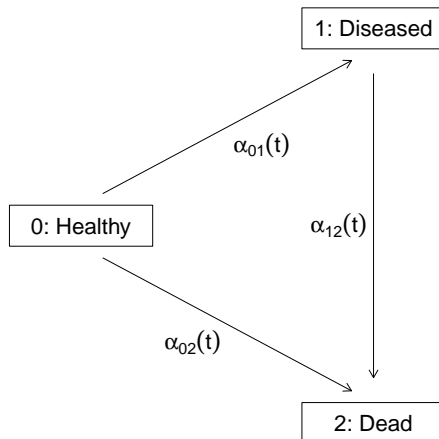 1: Diseased
α01(t)
0: Healthy
α12(t)
α02(t)
2: Dead